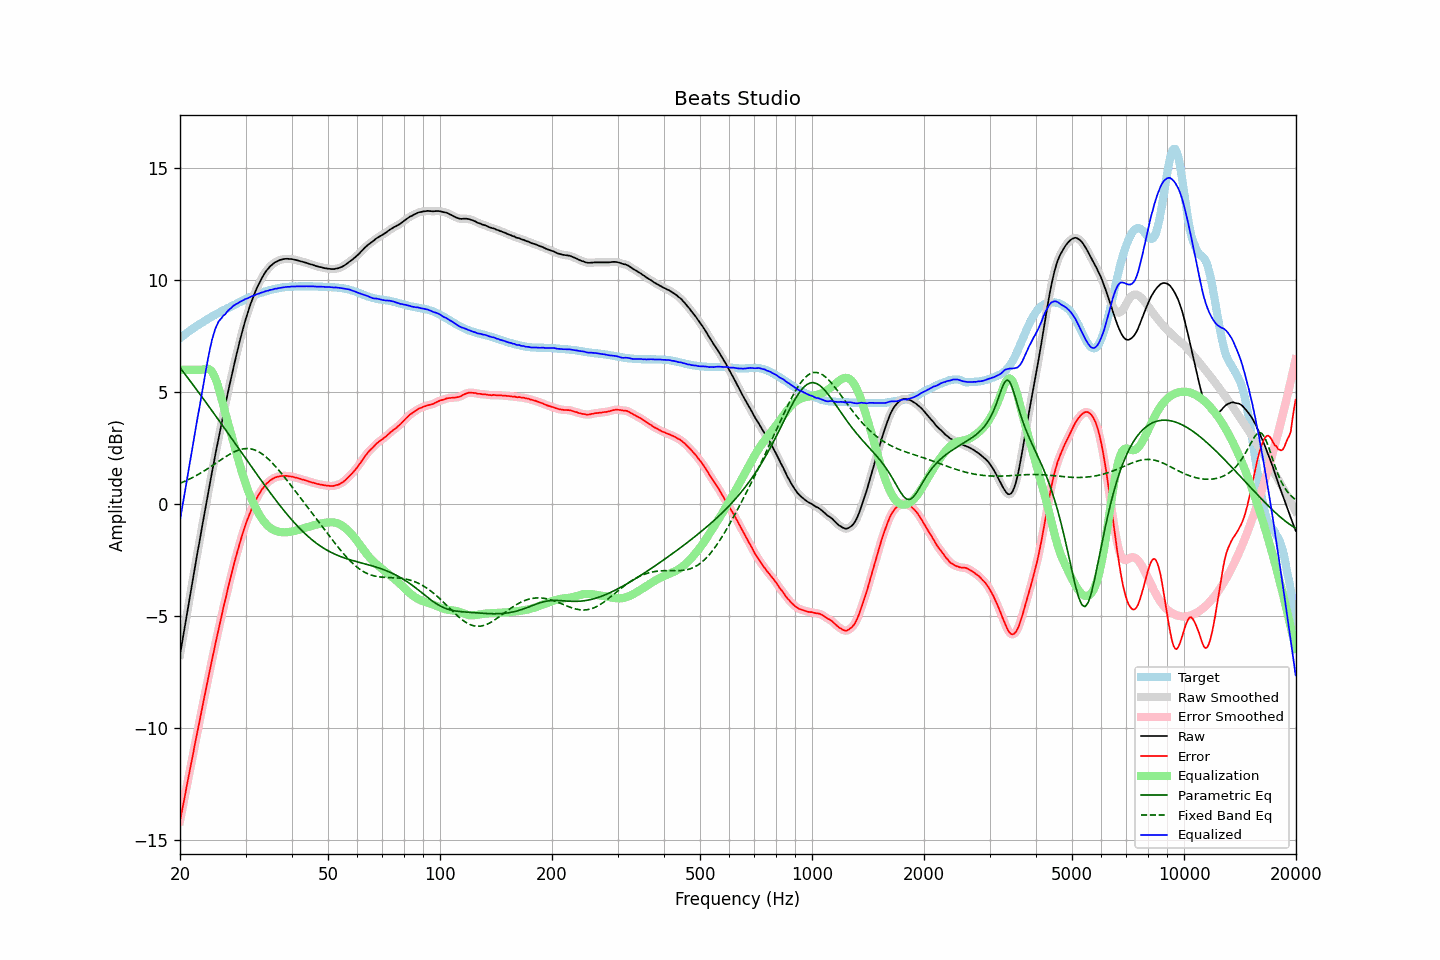 Beats Studio
Amplitude (dBr)
15
10
5
0
−5
−10
−15
20
50
100
200
500
1000
2000
5000
10000
20000
Frequency (Hz)
Target
Raw Smoothed
Error Smoothed
Raw
Error
Equalization
Parametric Eq
Fixed Band Eq
Equalized